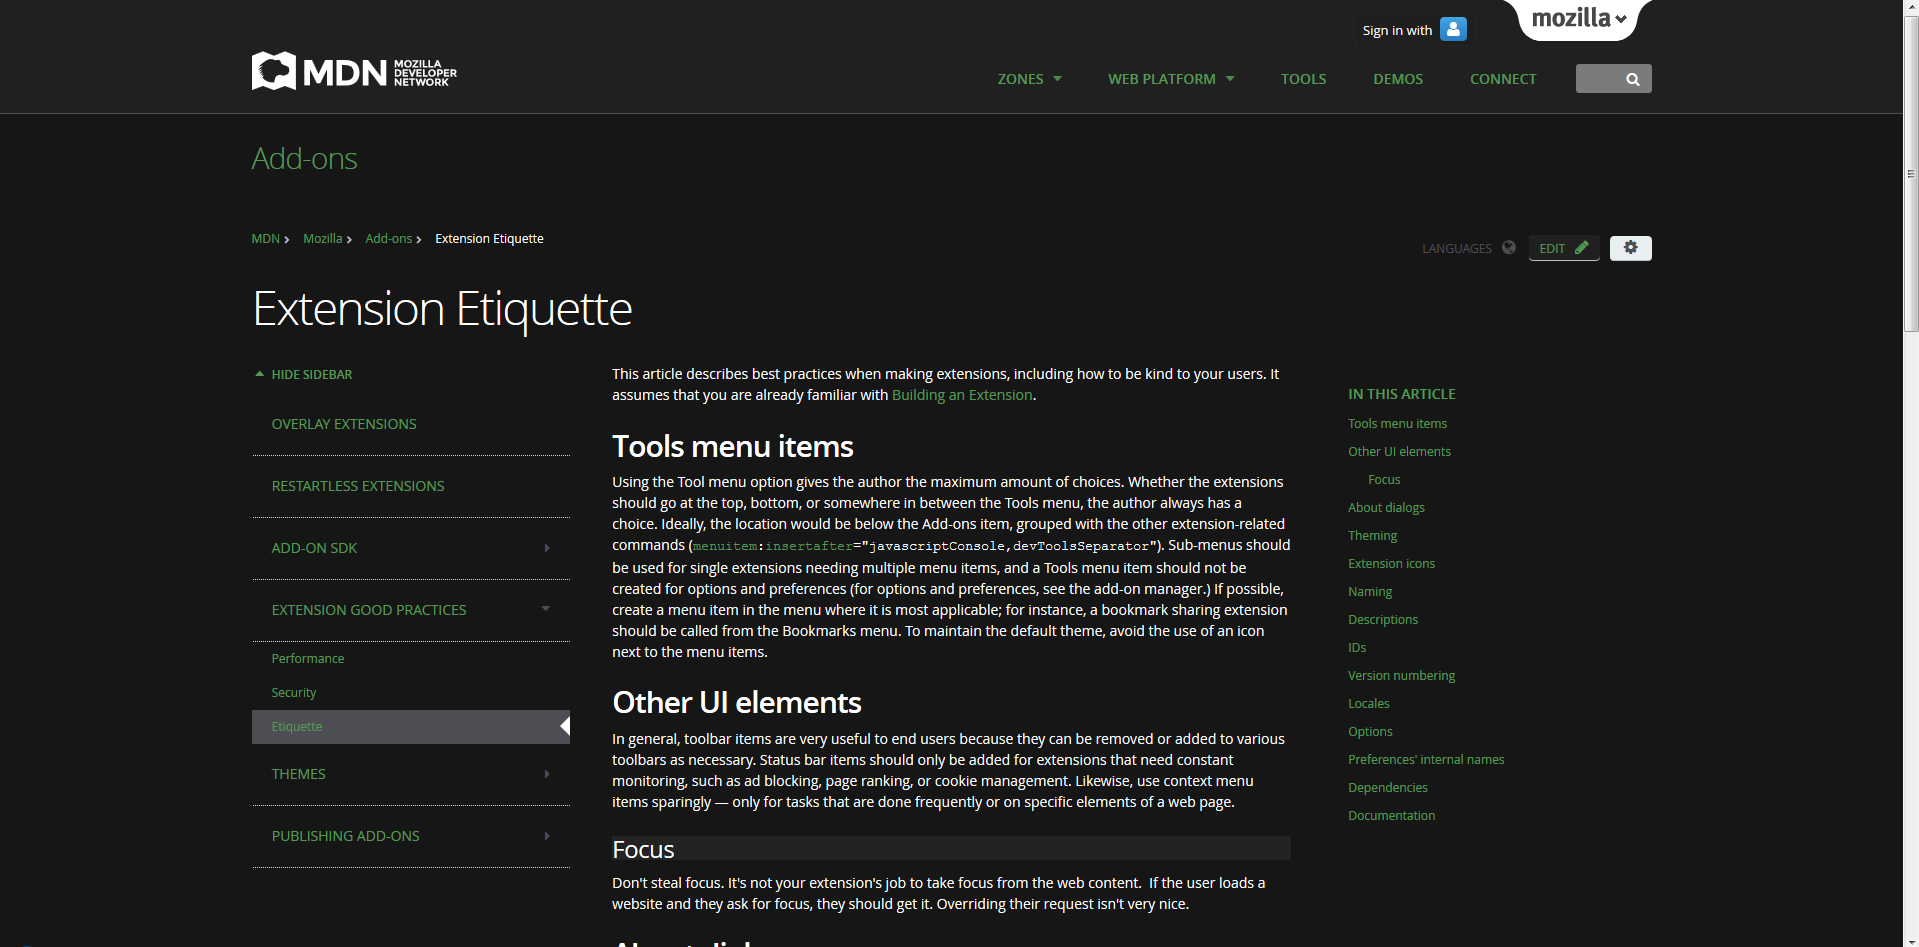 Sign in with
mozilla
MDN MOZILLA DEVELOPER NETWORK
ZONES WEB PLATFORM TOOLS DEMOS CONNECT
Add-ons
MDN Mozilla Add-ons Extension Etiquette
LANGUAGES EDIT
Extension Etiquette
HIDE SIDEBAR
OVERLAY EXTENSIONS
RESTARTLESS EXTENSIONS
ADD-ON SDK
EXTENSION GOOD PRACTICES
Performance
Security
Etiquette
THEMES
PUBLISHING ADD-ONS
This article describes best practices when making extensions, including how to be kind to your users. It
assumes that you are already familiar with Building an Extension.
Tools menu items
Using the Tool menu option gives the author the maximum amount of choices. Whether the extensions
should go at the top, bottom, or somewhere in between the Tools menu, the author always has a
choice. Ideally, the location would be below the Add-ons item, grouped with the other extension-related
commands (menuitem:insertafter="javascriptConsole,devToolsSeparator"). Sub-menus should
be used for single extensions needing multiple menu items, and a Tools menu item should not be
created for options and preferences (for options and preferences, see the add-on manager.) If possible,
create a menu item in the menu where it is most applicable; for instance, a bookmark sharing extension
should be called from the Bookmarks menu. To maintain the default theme, avoid the use of an icon
next to the menu items.
Other UI elements
In general, toolbar items are very useful to end users because they can be removed or added to various
toolbars as necessary. Status bar items should only be added for extensions that need constant
monitoring, such as ad blocking, page ranking, or cookie management. Likewise, use context menu
items sparingly — only for tasks that are done frequently or on specific elements of a web page.
Focus
Don't steal focus. It's not your extension's job to take focus from the web content.  If the user loads a
website and they ask for focus, they should get it. Overriding their request isn't very nice.
IN THIS ARTICLE
Tools menu items
Other UI elements
Focus
About dialogs
Theming
Extension icons
Naming
Descriptions
IDs
Version numbering
Locales
Options
Preferences' internal names
Dependencies
Documentation